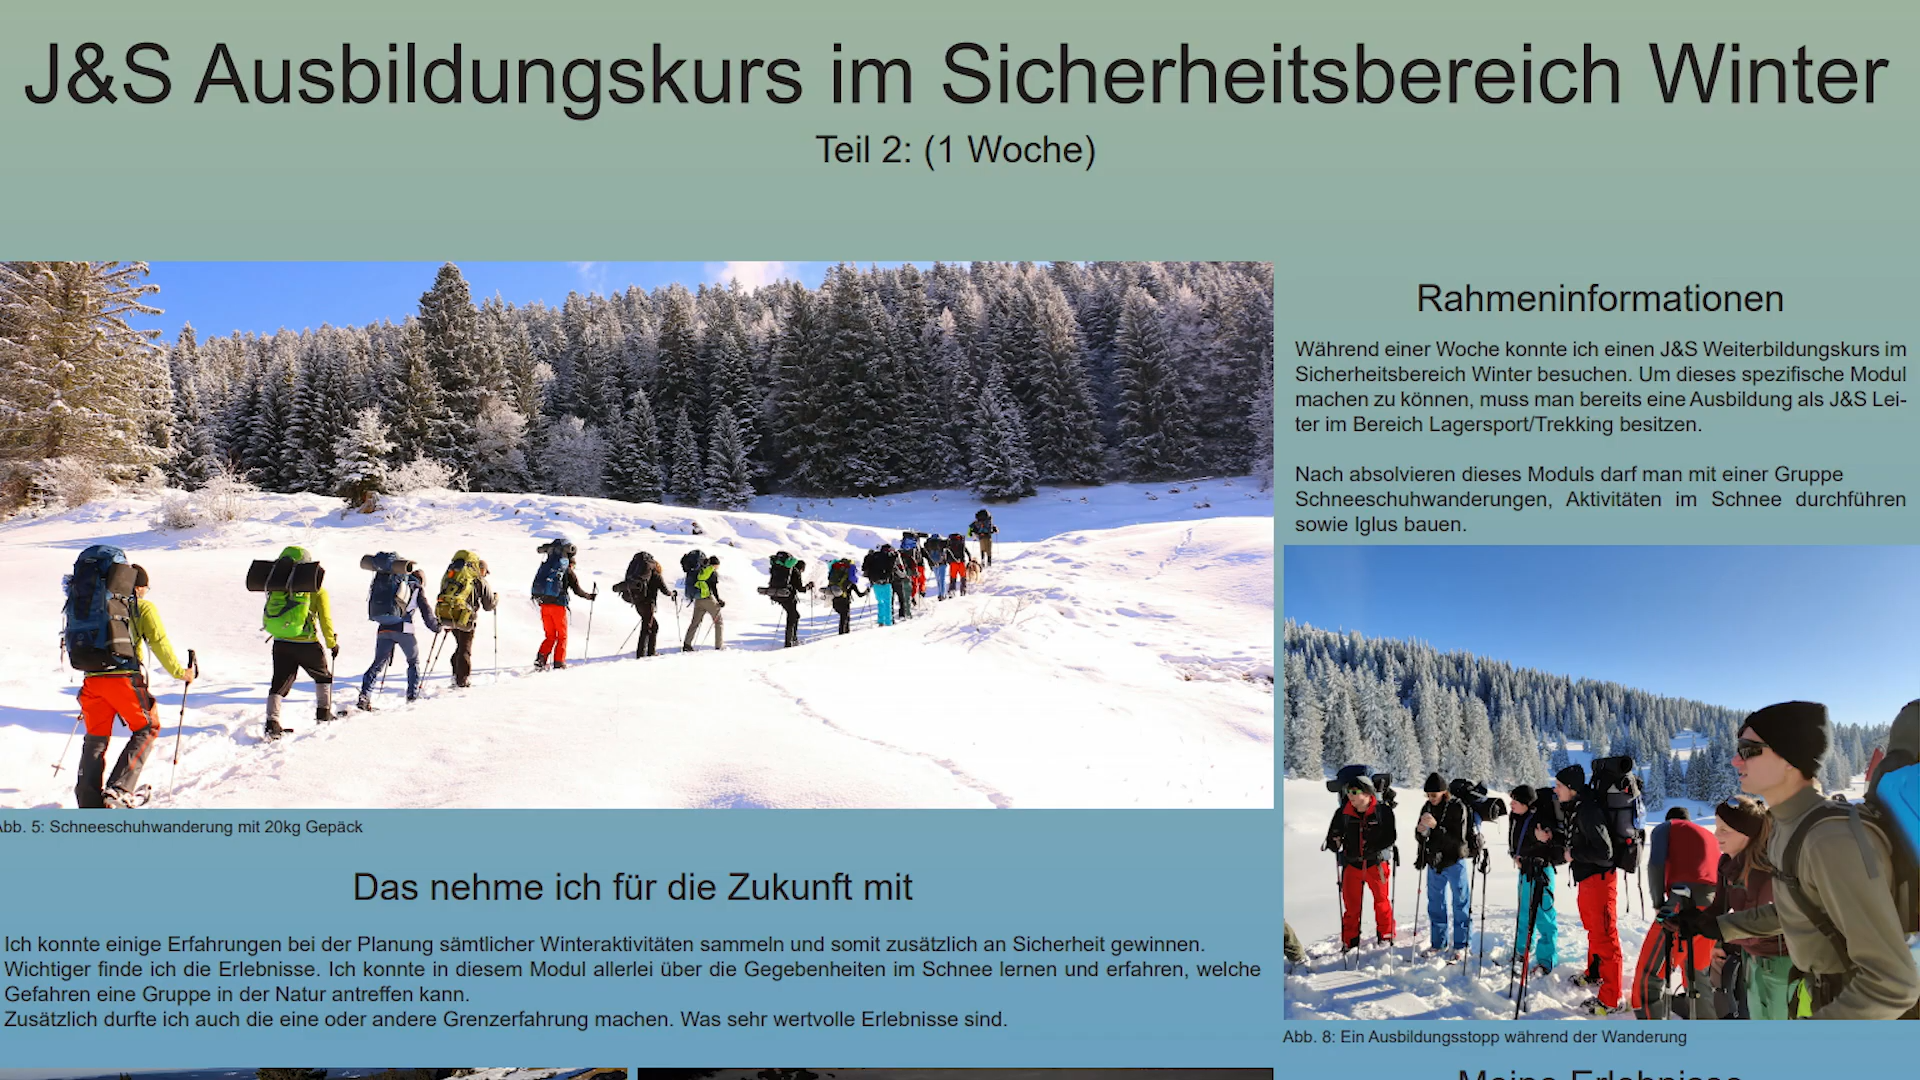 J&S Ausbildungskurs im Sicherheitsbereich Winter
Teil 2: (1 Woche)
Rahmeninformationen
Während einer Woche konnte ich einen J&S Weiterbildungskurs im
Sicherheitsbereich Winter besuchen. Um dieses spezifische Modul
machen zu können, muss man bereits eine Ausbildung als J&S Lei-
ter im Bereich Lagersport/Trekking besitzen.
Nach absolvieren dieses Moduls darf man mit einer Gruppe
Schneeschuhwanderungen, Aktivitäten im Schnee durchführen
sowie Iglus bauen.
Abb. 5: Schneeschuhwanderung mit 20kg Gepäck
Das nehme ich für die Zukunft mit
Ich konnte einige Erfahrungen bei der Planung sämtlicher Winteraktivitäten sammeln und somit zusätzlich an Sicherheit gewinnen.
Wichtiger finde ich die Erlebnisse. Ich konnte in diesem Modul allerlei über die Gegebenheiten im Schnee lernen und erfahren, welche
Gefahren eine Gruppe in der Natur antreffen kann.
Zusätzlich durfte ich auch die eine oder andere Grenzerfahrung machen. Was sehr wertvolle Erlebnisse sind.
Abb. 8: Ein Ausbildungsstopp während der Wanderung
Meine Erlebnisse